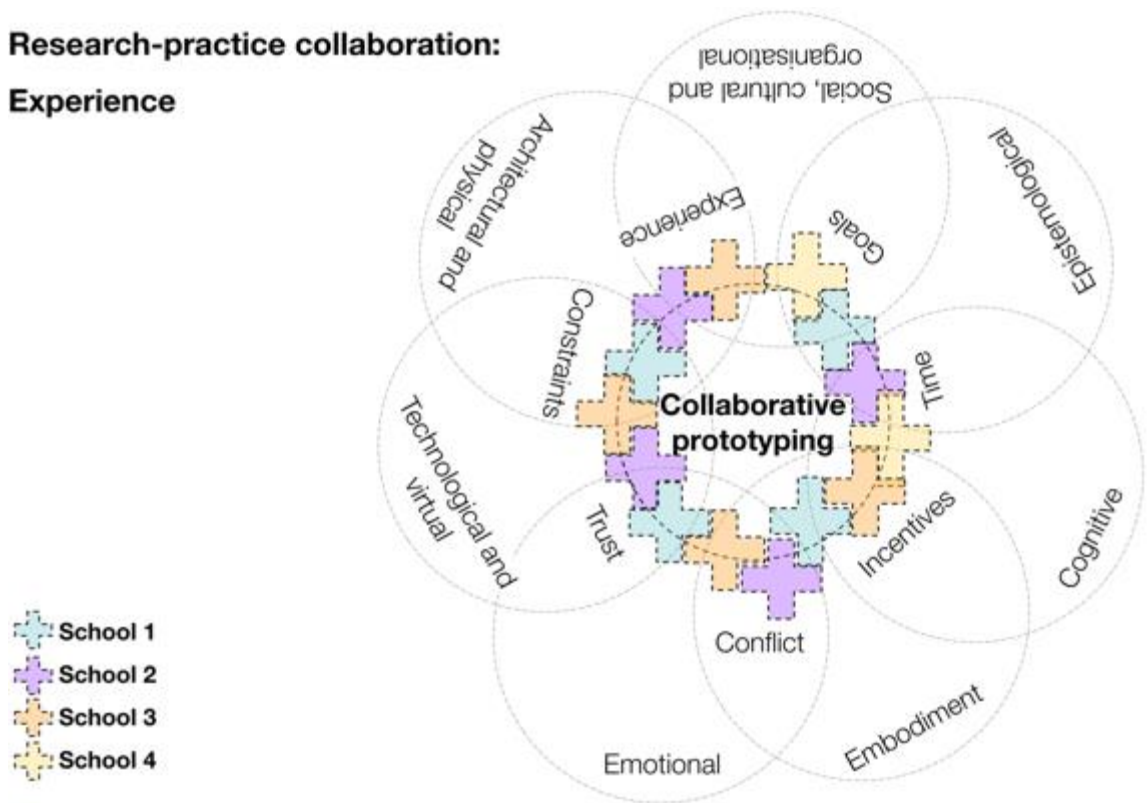 Research-practice collaboration:
Experience
Social, cultural and
organisational
Architectural and
physical
Epistemological
Experience
Goals
Constraints
Time
Collaborative
prototyping
Technological and
virtual
Trust
Incentives
Cognitive
Conflict
Embodiment
Emotional
School 1
School 2
School 3
School 4